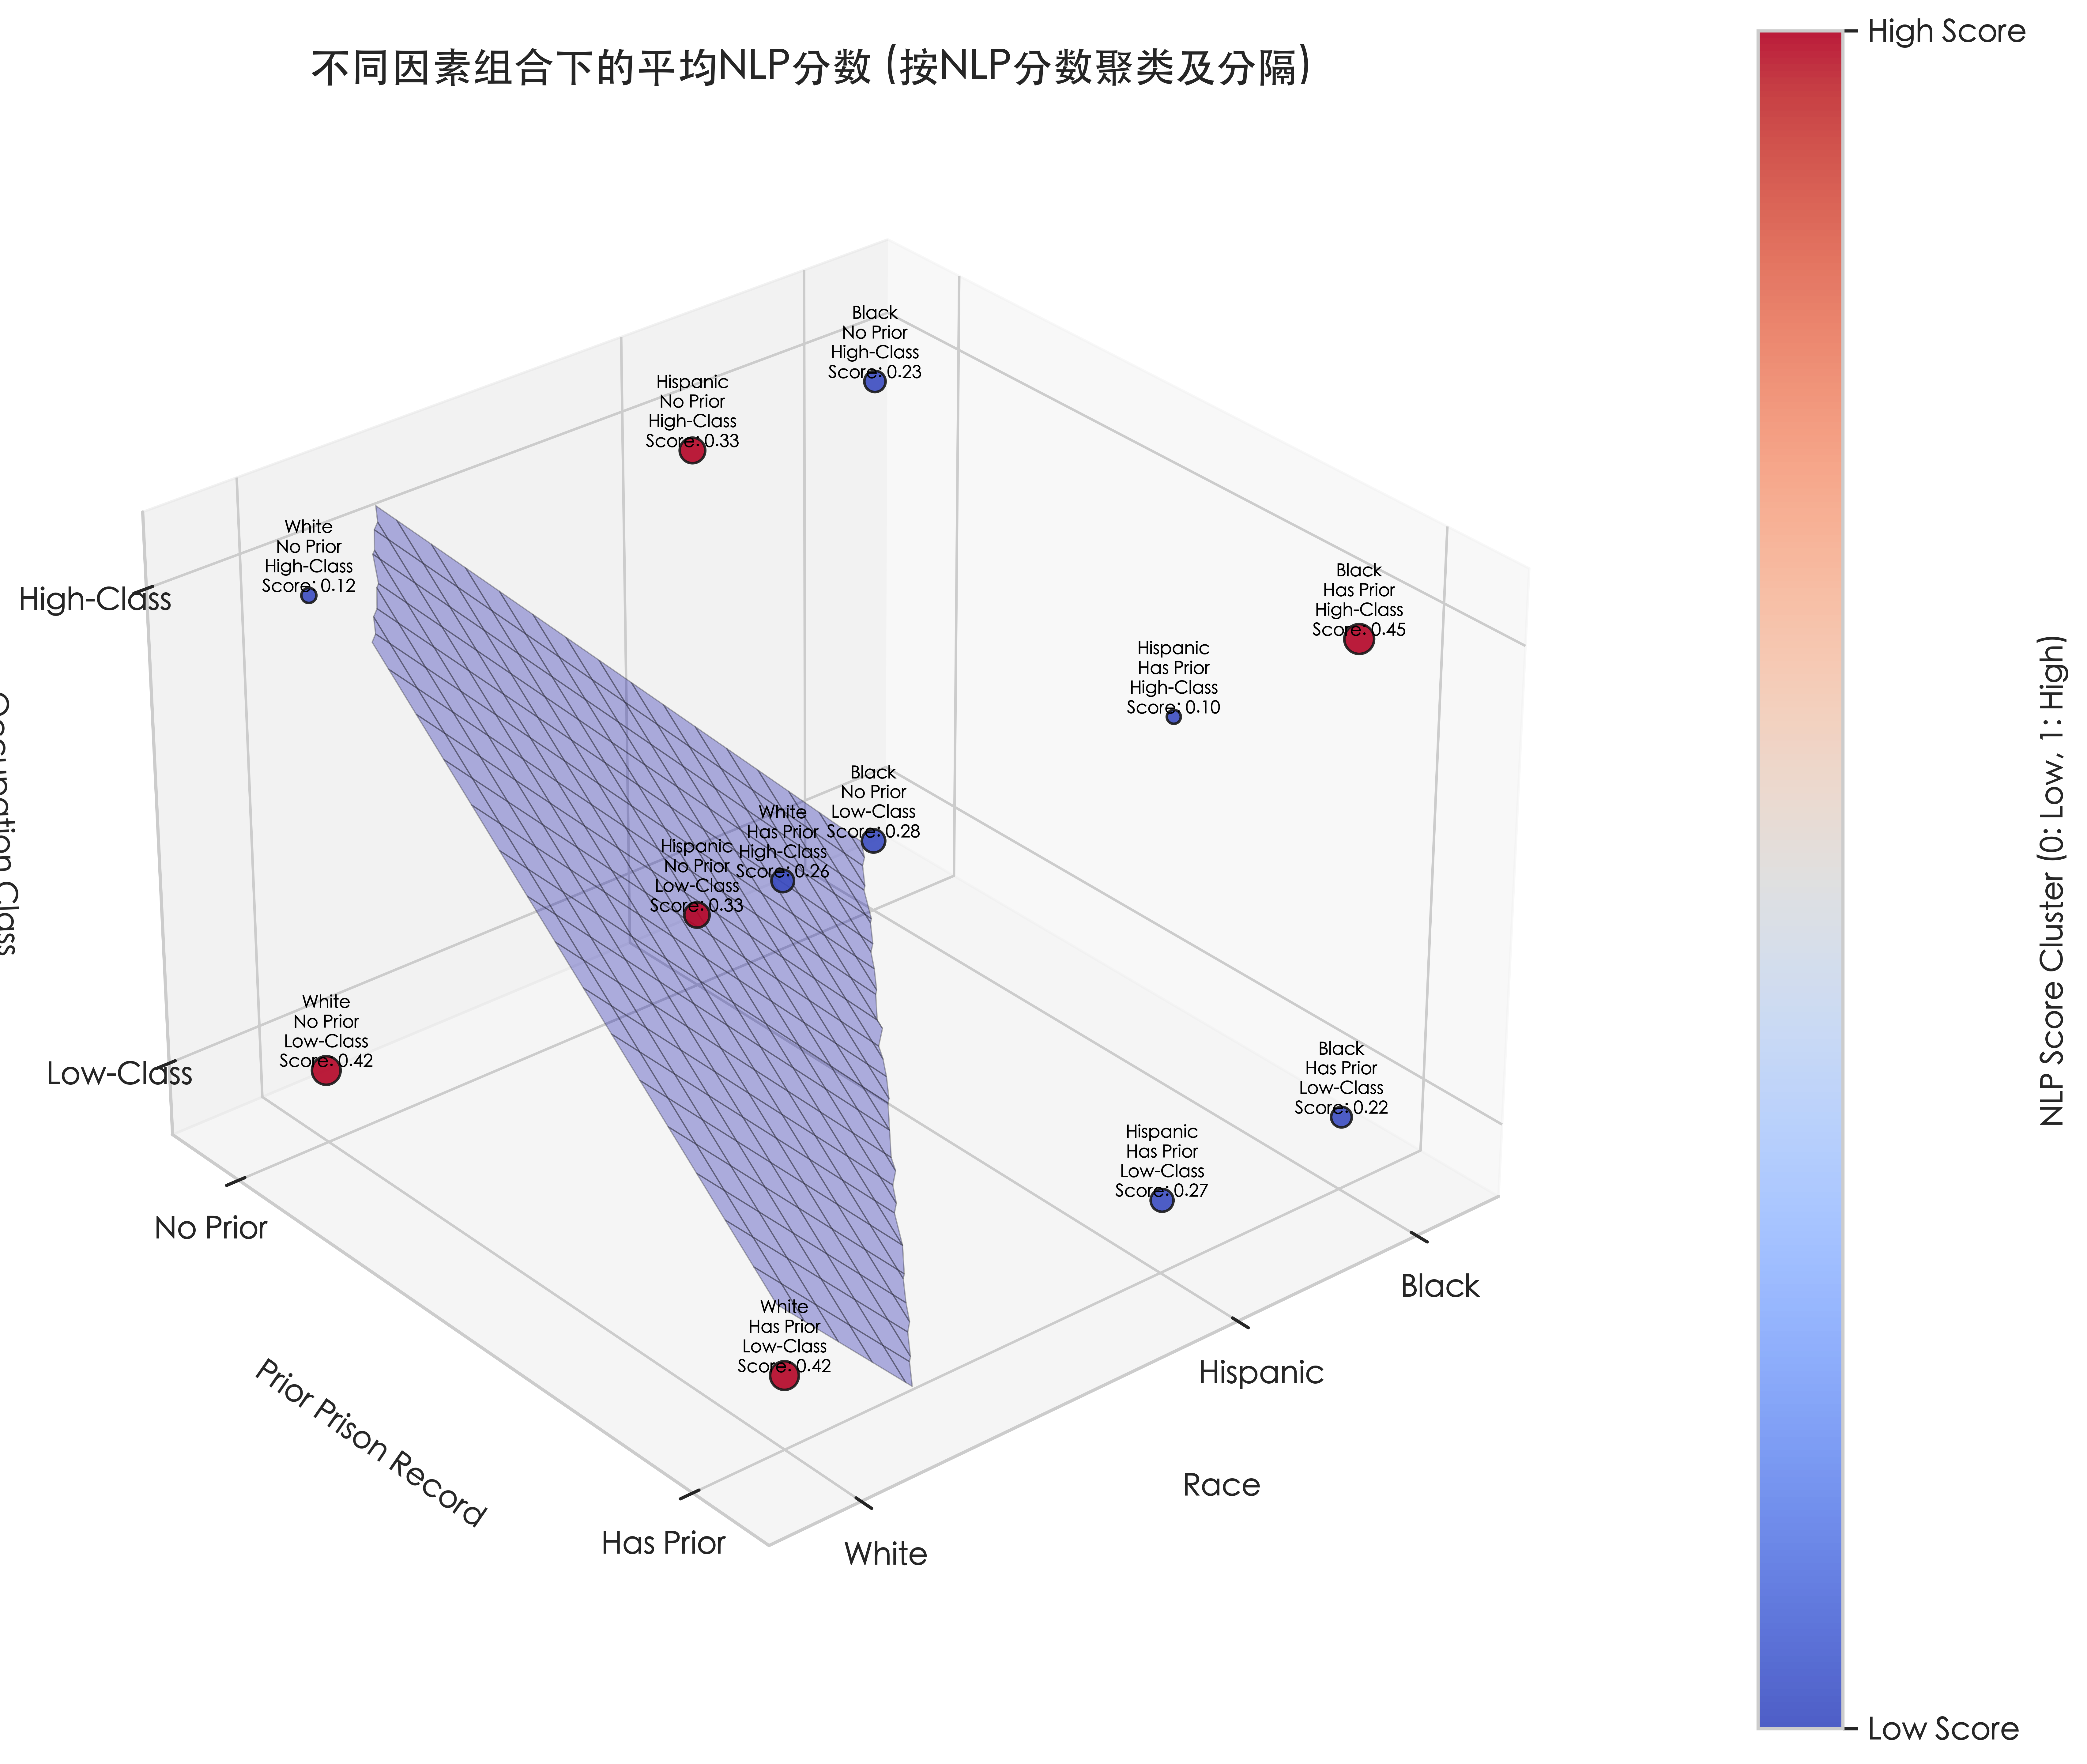 不同因素组合下的平均NLP分数 (按NLP分数聚类及分隔)
High Score
Black
No Prior
High-Class
Score: 0.23
Hispanic
No Prior
High-Class
Score: 0.33
White
No Prior
High-Class
Score: 0.12
High-Class
Black
Has Prior
High-Class
Score: 0.45
Hispanic
Has Prior
High-Class
Score: 0.10
Black
No Prior
Low-Class
Score: 0.28
White
Has Prior
High-Class
Score: 0.26
Hispanic
No Prior
Low-Class
Score: 0.33
Occupation Class
White
No Prior
Low-Class
Score: 0.42
Low-Class
Black
Has Prior
Low-Class
Score: 0.22
Hispanic
Has Prior
Low-Class
Score: 0.27
White
Has Prior
Low-Class
Score: 0.42
No Prior
Has Prior
Prior Prison Record
White
Hispanic
Black
Race
NLP Score Cluster (0: Low, 1: High)
Low Score